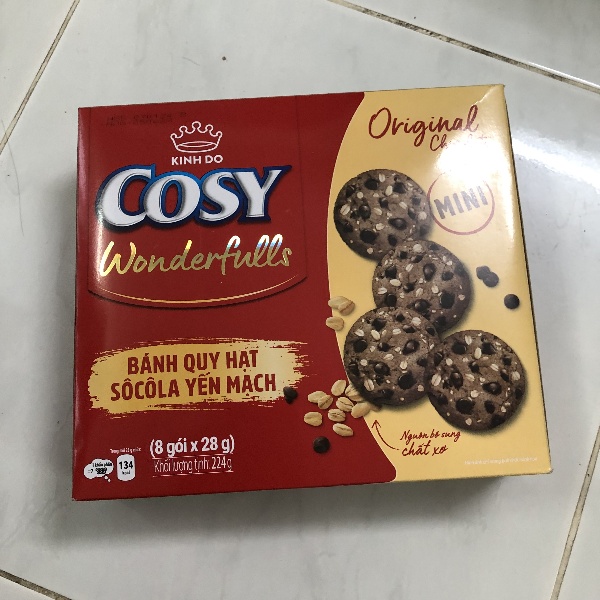 KINH DO
COSY
Wonderfulls
Original
MINI
BÁNH QUY HẠT
SÔCÔLA YẾN MẠCH
(8 gói x 28 g)
Khối lượng tịnh: 224g
134
kcal
Nguồn bổ sung
chất xơ